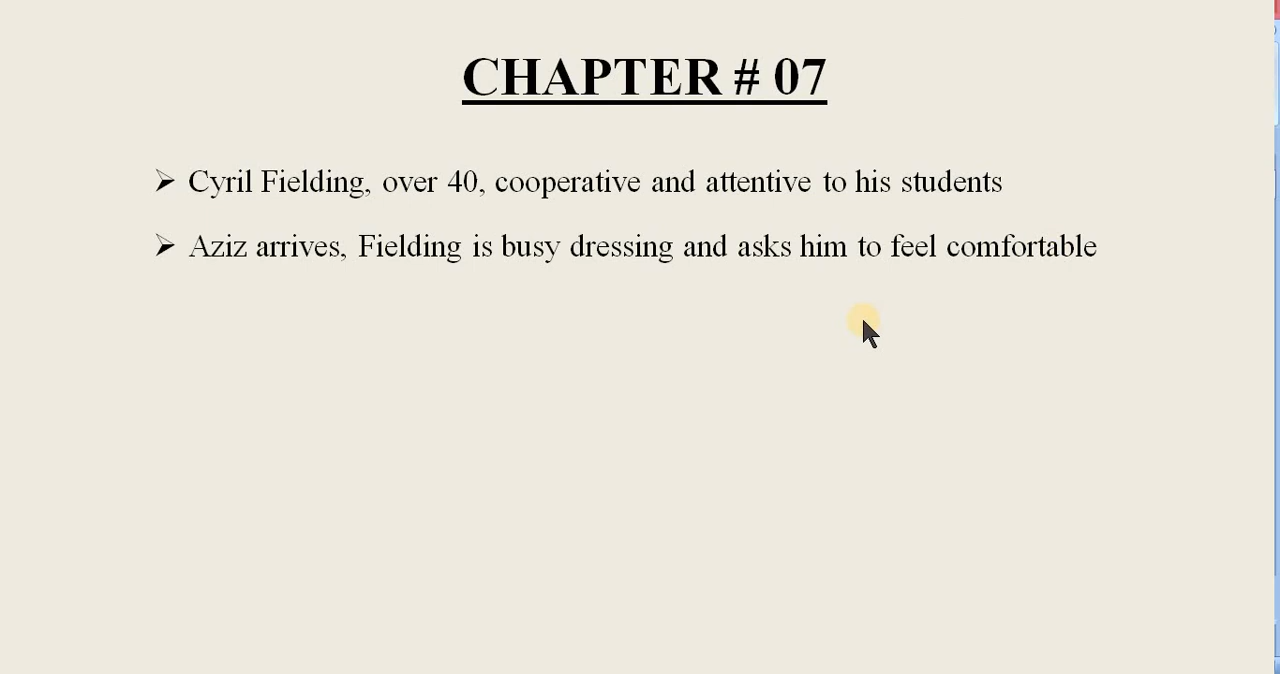 CHAPTER # 07
➢ Cyril Fielding, over 40, cooperative and attentive to his students
➢ Aziz arrives, Fielding is busy dressing and asks him to feel comfortable